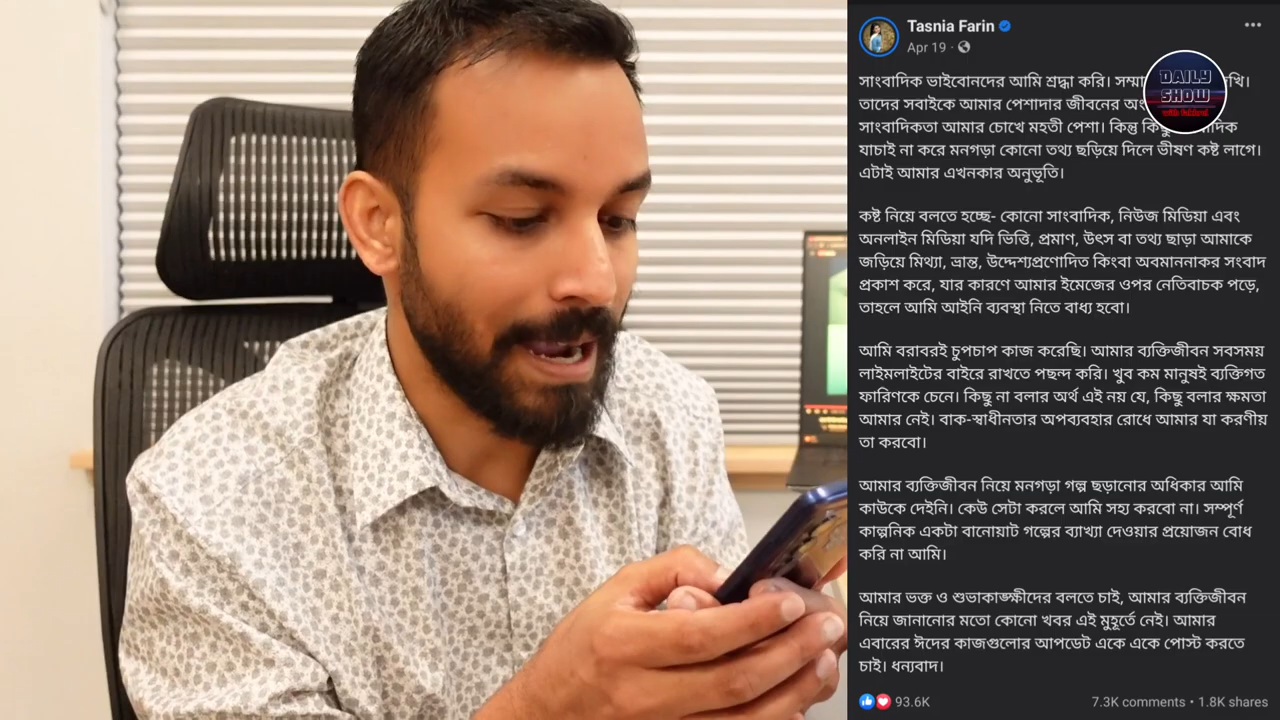 Tasnia Farin
Apr 19 ·
DAILY
SHOW
সাংবাদিক ভাইবোনদের আমি শ্রদ্ধা করি।
তাদের সবাইকে আমার পেশাদার জীবনের
সাংবাদিকতা আমার চোখে মহতী পেশা। কিন্তু
যাচাই না করে মনগড়া কোনো তথ্য ছড়িয়ে দিলে ভীষণ কষ্ট লাগে।
এটাই আমার এখনকার অনুভূতি।
কষ্ট নিয়ে বলতে হচ্ছে- কোনো সাংবাদিক, নিউজ মিডিয়া এবং
অনলাইন মিডিয়া যদি ভিত্তি, প্রমাণ, উৎস বা তথ্য ছাড়া আমাকে
জড়িয়ে মিথ্যা, ভ্রান্ত, উদ্দেশ্যপ্রণোদিত কিংবা অবমাননাকর সংবাদ
প্রকাশ করে, যার কারণে আমার ইমেজের ওপর নেতিবাচক পড়ে,
তাহলে আমি আইনি ব্যবস্থা নিতে বাধ্য হবো।
আমি বরাবরই চুপচাপ কাজ করেছি। আমার ব্যক্তিজীবন সবসময়
লাইমলাইটের বাইরে রাখতে পছন্দ করি। খুব কম মানুষই ব্যক্তিগত
ফারিণকে চেনে। কিছু না বলার অর্থ এই নয় যে, কিছু বলার ক্ষমতা
আমার নেই। বাক-স্বাধীনতার অপব্যবহার রোধে আমার যা করণীয়
তা করবো।
আমার ব্যক্তিজীবন নিয়ে মনগড়া গল্প ছড়ানোর অধিকার আমি
কাউকে দেইনি। কেউ সেটা করলে আমি সহ্য করবো না। সম্পূর্ণ
কাল্পনিক একটা বানোয়াট গল্পের ব্যাখ্যা দেওয়ার প্রয়োজন বোধ
করি না আমি।
আমার ভক্ত ও শুভাকাঙ্ক্ষীদের বলতে চাই, আমার ব্যক্তিজীবন
নিয়ে জানানোর মতো কোনো খবর এই মুহূর্তে নেই। আমার
এবারের ঈদের কাজগুলোর আপডেট একে একে পোস্ট করতে
চাই। ধন্যবাদ।
93.6K
7.3K comments • 1.8K shares